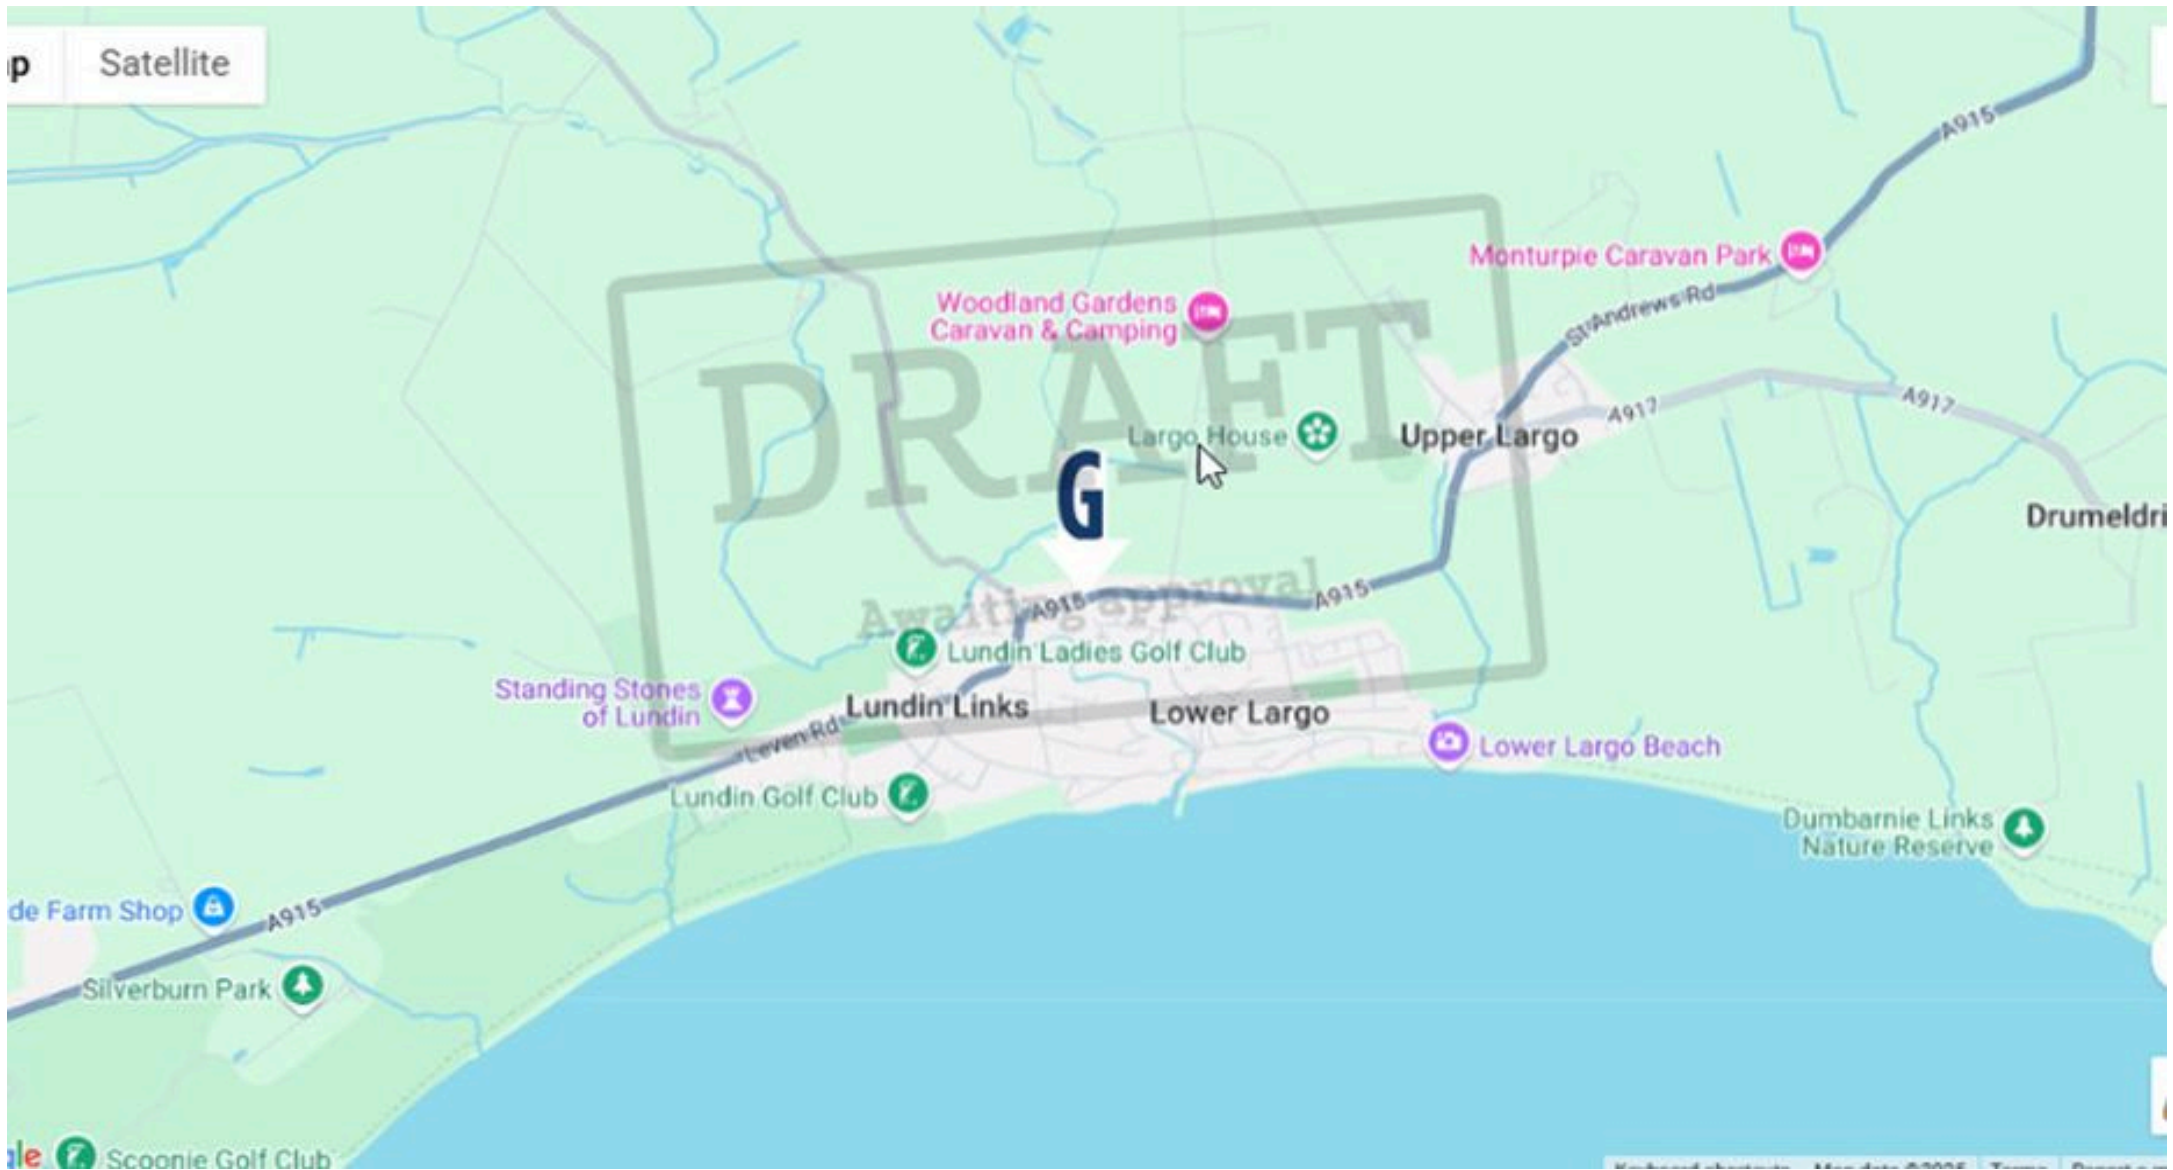 Satellite
A915
Monturpie Caravan Park
Woodland Gardens
Caravan & Camping
St Andrews Rd
DRAFT
A917
A917
Largo House
Upper Largo
G
Drumeldri
A915
A915
Awaiting approval
Lundin Ladies Golf Club
Standing Stones
of Lundin
Lundin Links
Lower Largo
Leven Rd
Lower Largo Beach
Lundin Golf Club
Dumbarnie Links
Nature Reserve
de Farm Shop
A915
Silverburn Park
Scoonie Golf Club